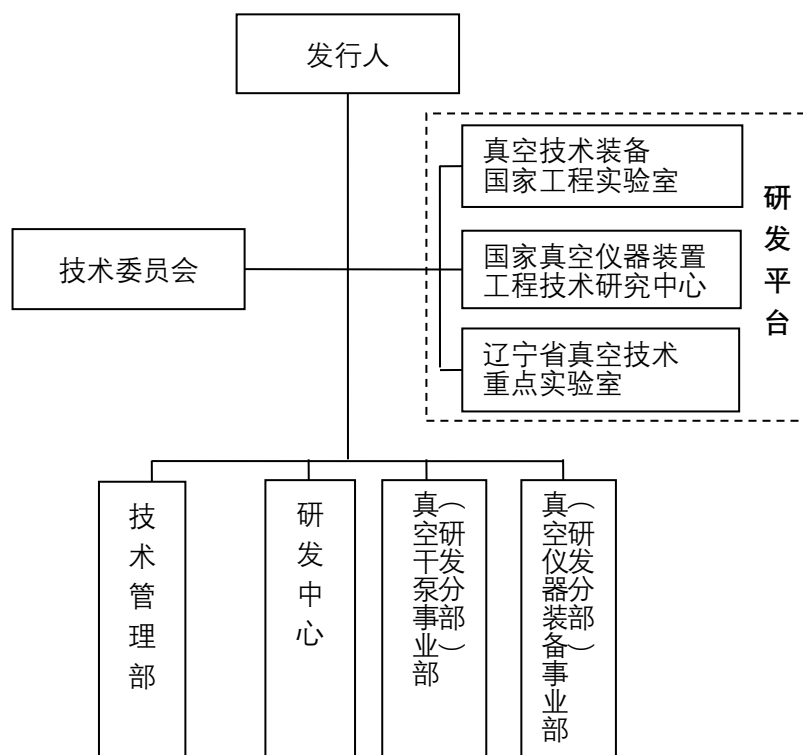 发行人
真空技术装备
国家工程实验室
技术委员会
国家真空仪器装置
工程技术研究中心
辽宁省真空技术
重点实验室
研发平台
技术管理部
研发中心
真空干泵事业部
（研发分部）
真空仪器装备事业部
（研发分部）